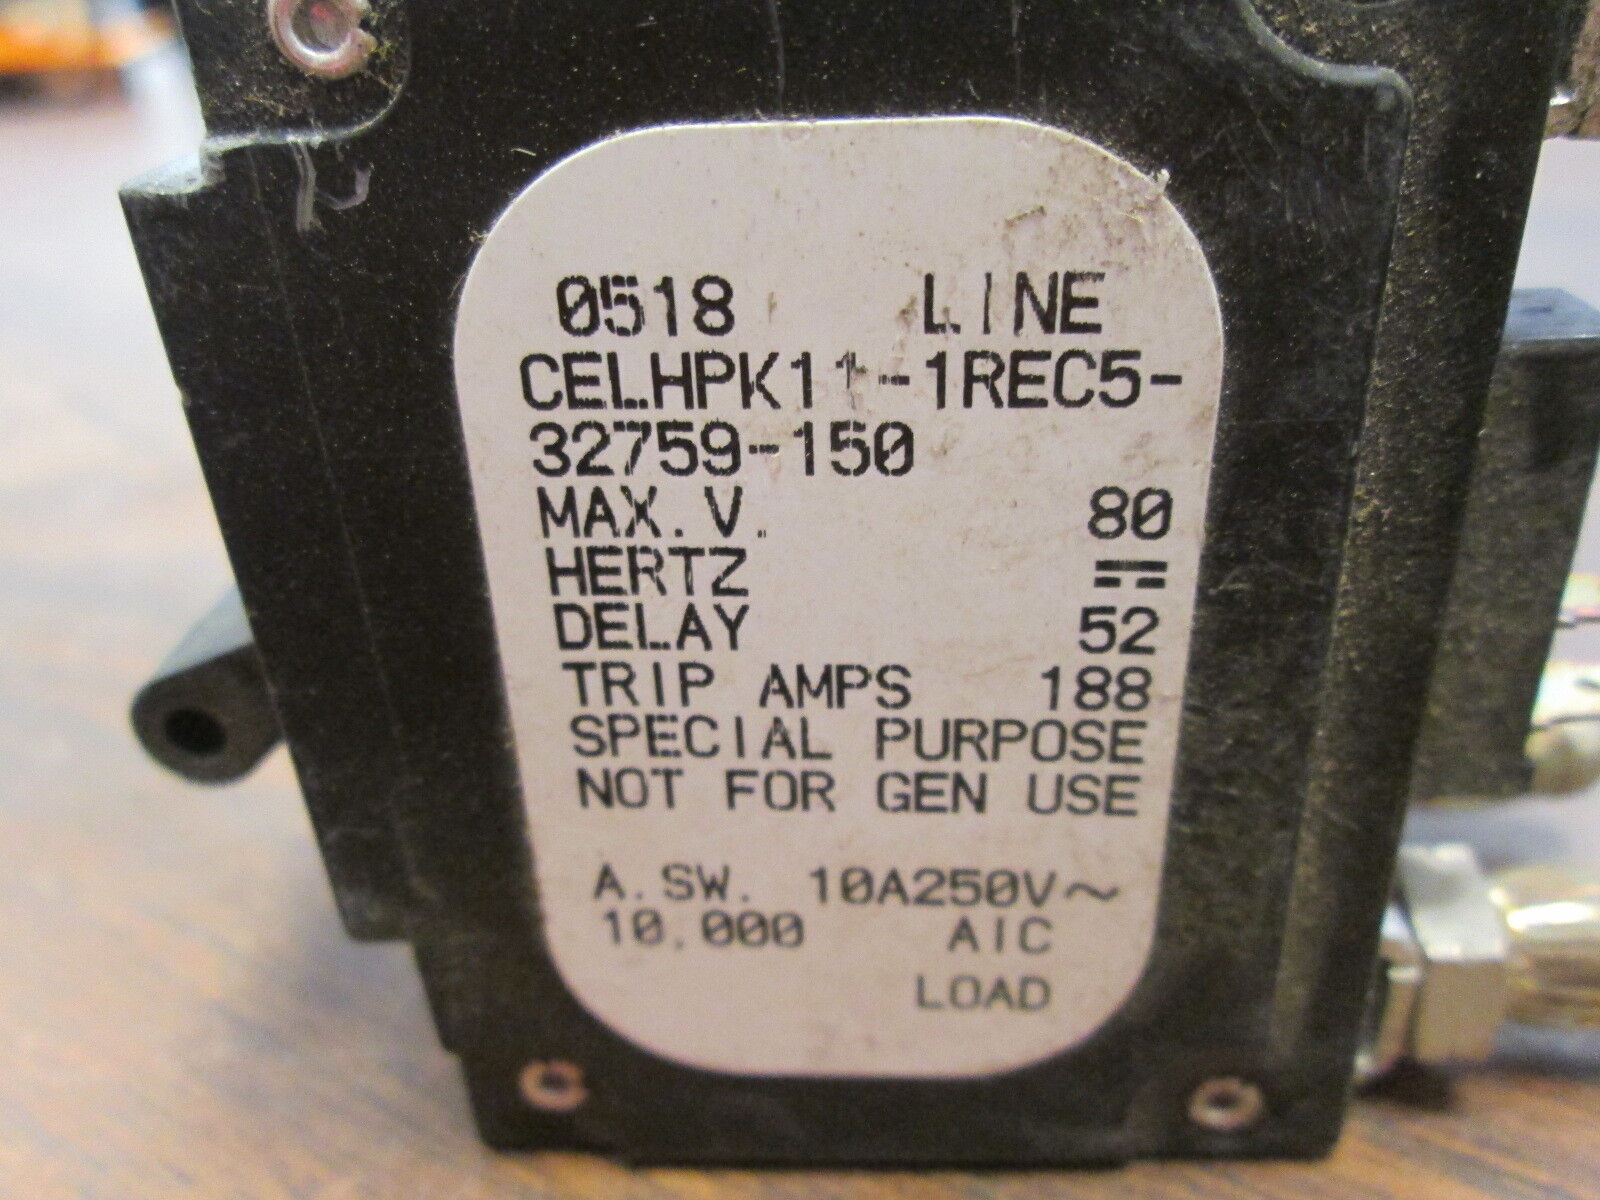 0518 LINE
CELHPK11-1REC5-
32759-150
MAX.V. 80
HERTZ ⎓
DELAY 52
TRIP AMPS 188
SPECIAL PURPOSE
NOT FOR GEN USE
A.SW. 10A250V~
10,000 AIC
LOAD